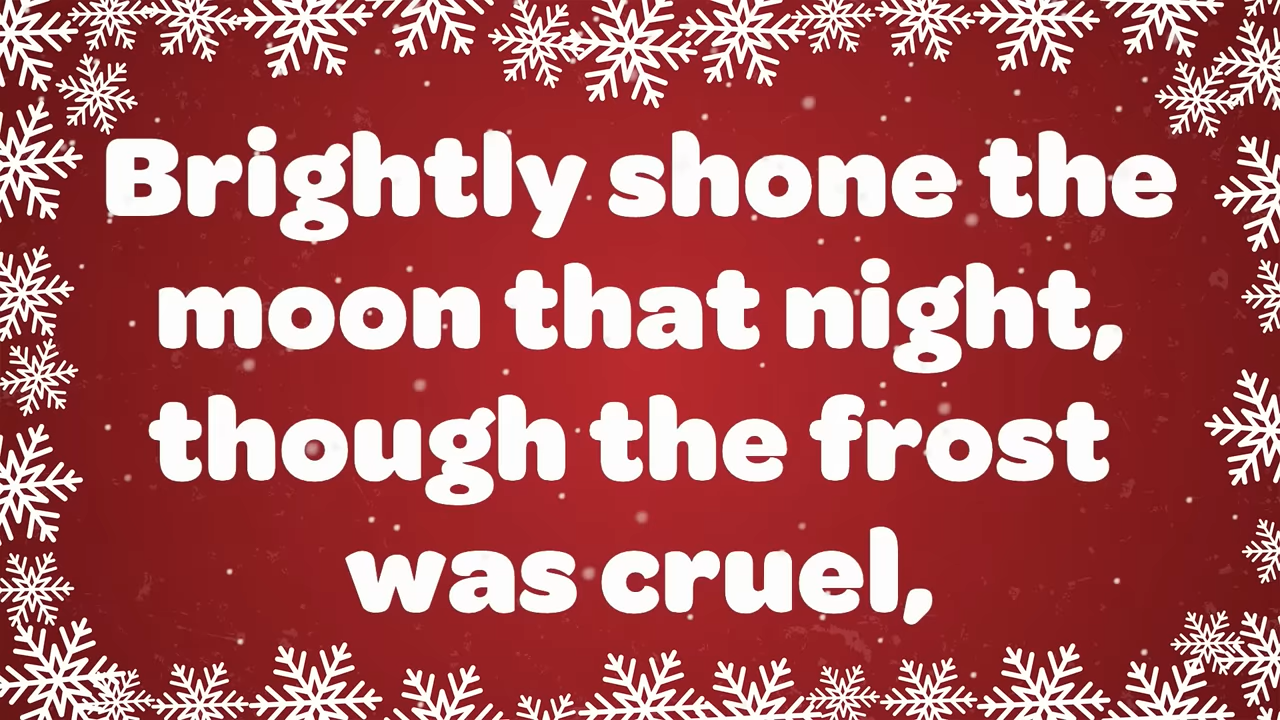 Brightly shone the
moon that night,
though the frost
was cruel,